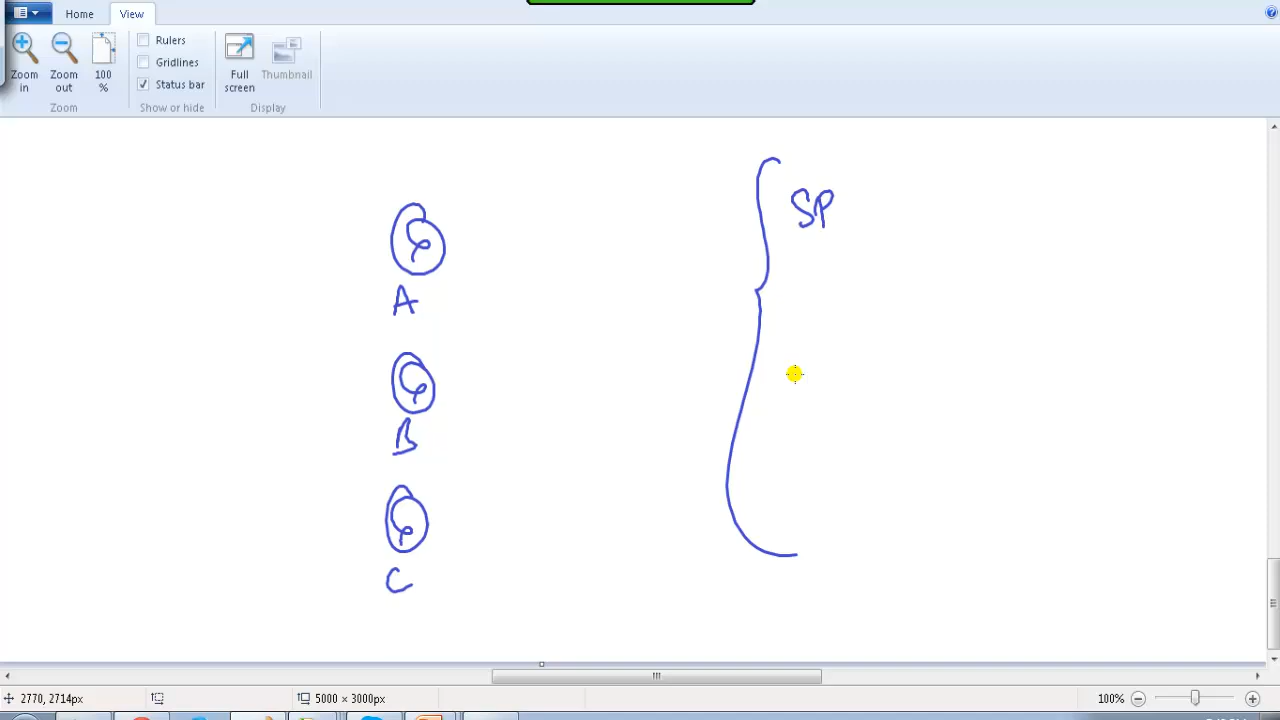 Home
View
Zoom in
Zoom out
100 %
Rulers
Gridlines
Status bar
Full screen
Thumbnail
Zoom
Show or hide
Display
SP
A
B
C
2770, 2714px
5000 × 3000px
100%